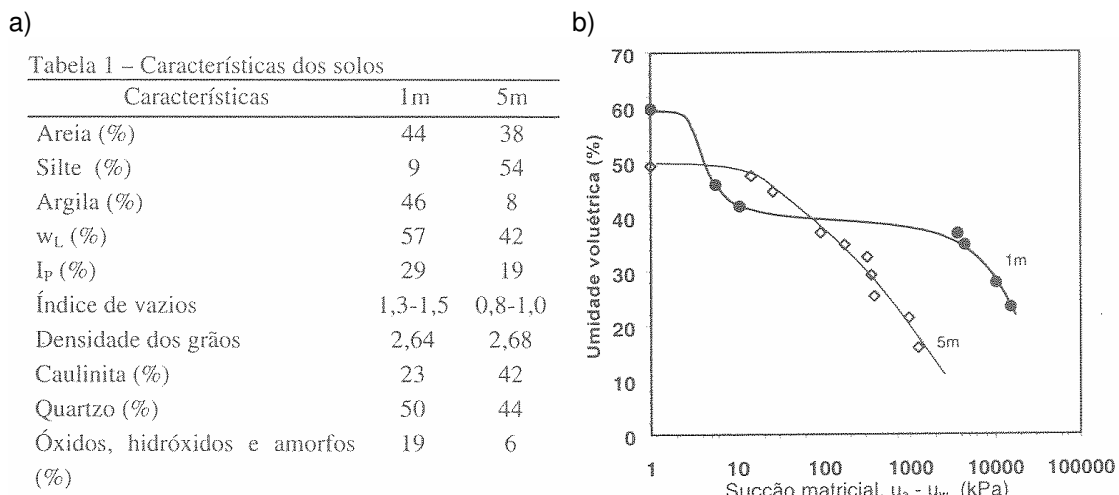 a)
Tabela 1 – Características dos solos
Características 1m 5m
Areia (%) 44 38
Silte (%) 9 54
Argila (%) 46 8
wL (%) 57 42
IP (%) 29 19
Índice de vazios 1,3-1,5 0,8-1,0
Densidade dos grãos 2,64 2,68
Caulinita (%) 23 42
Quartzo (%) 50 44
Óxidos, hidróxidos e amorfos 19 6
(%)
b)
Umidade voluétrica (%)
70
60
50
40
30
20
10
0
1m
5m
1 10 100 1000 10000 100000
Sucção matricial, ua - uw (kPa)